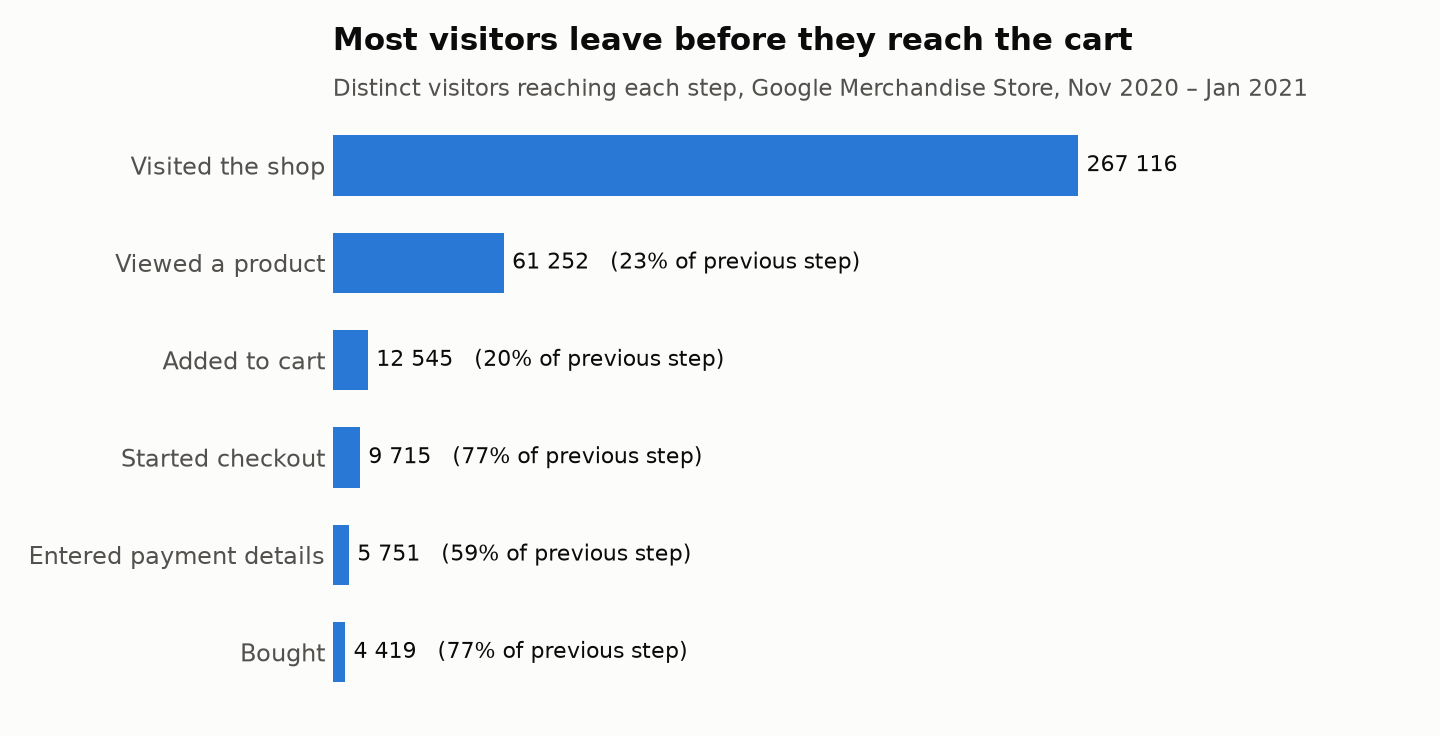 Most visitors leave before they reach the cart
Distinct visitors reaching each step, Google Merchandise Store, Nov 2020 – Jan 2021
Visited the shop 267 116
Viewed a product 61 252 (23% of previous step)
Added to cart 12 545 (20% of previous step)
Started checkout 9 715 (77% of previous step)
Entered payment details 5 751 (59% of previous step)
Bought 4 419 (77% of previous step)